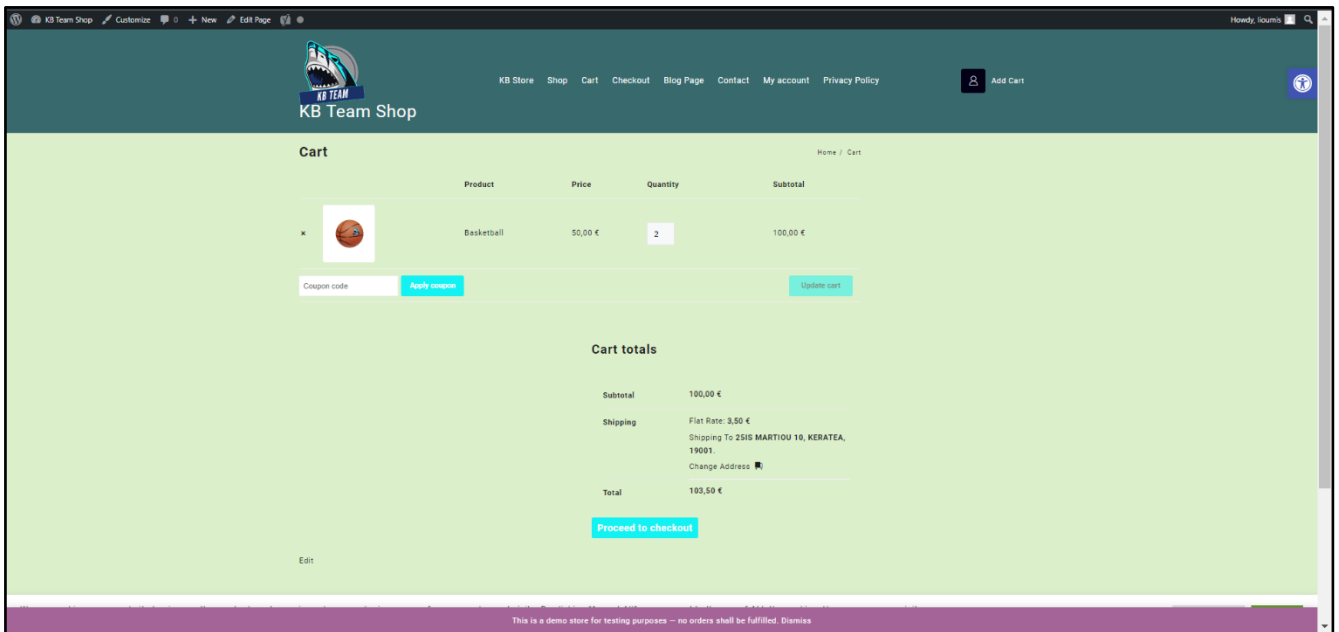 KB Team Shop Customize 0 New Edit Page Howdy, lioumis
KB TEAM
KB Team Shop
KB Store Shop Cart Checkout Blog Page Contact My account Privacy Policy
Add Cart
Cart
Home / Cart
Product Price Quantity Subtotal
× Basketball 50,00 € 2 100,00 €
Coupon code Apply coupon Update cart
Cart totals
Subtotal 100,00 €
Shipping Flat Rate: 3,50 €
Shipping To 25IS MARTIOU 10, KERATEA,
19001.
Change Address
Total 103,50 €
Proceed to checkout
Edit
This is a demo store for testing purposes — no orders shall be fulfilled. Dismiss